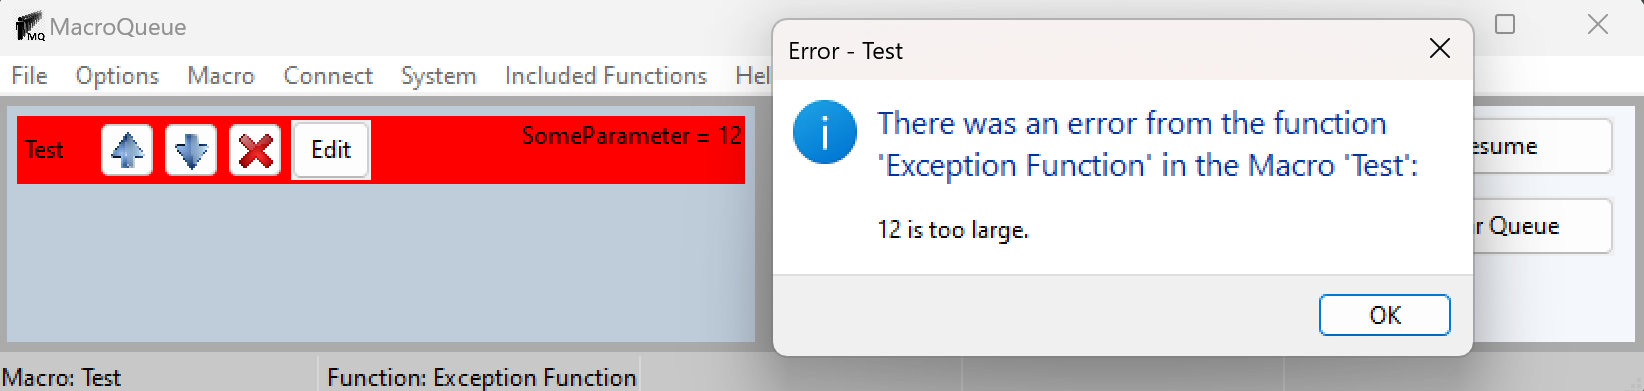 MQ MacroQueue
File Options Macro Connect System Included Functions Hel
Error - Test
There was an error from the function
'Exception Function' in the Macro 'Test':
12 is too large.
OK
Test Edit SomeParameter = 12
esume
r Queue
Macro: Test Function: Exception Function